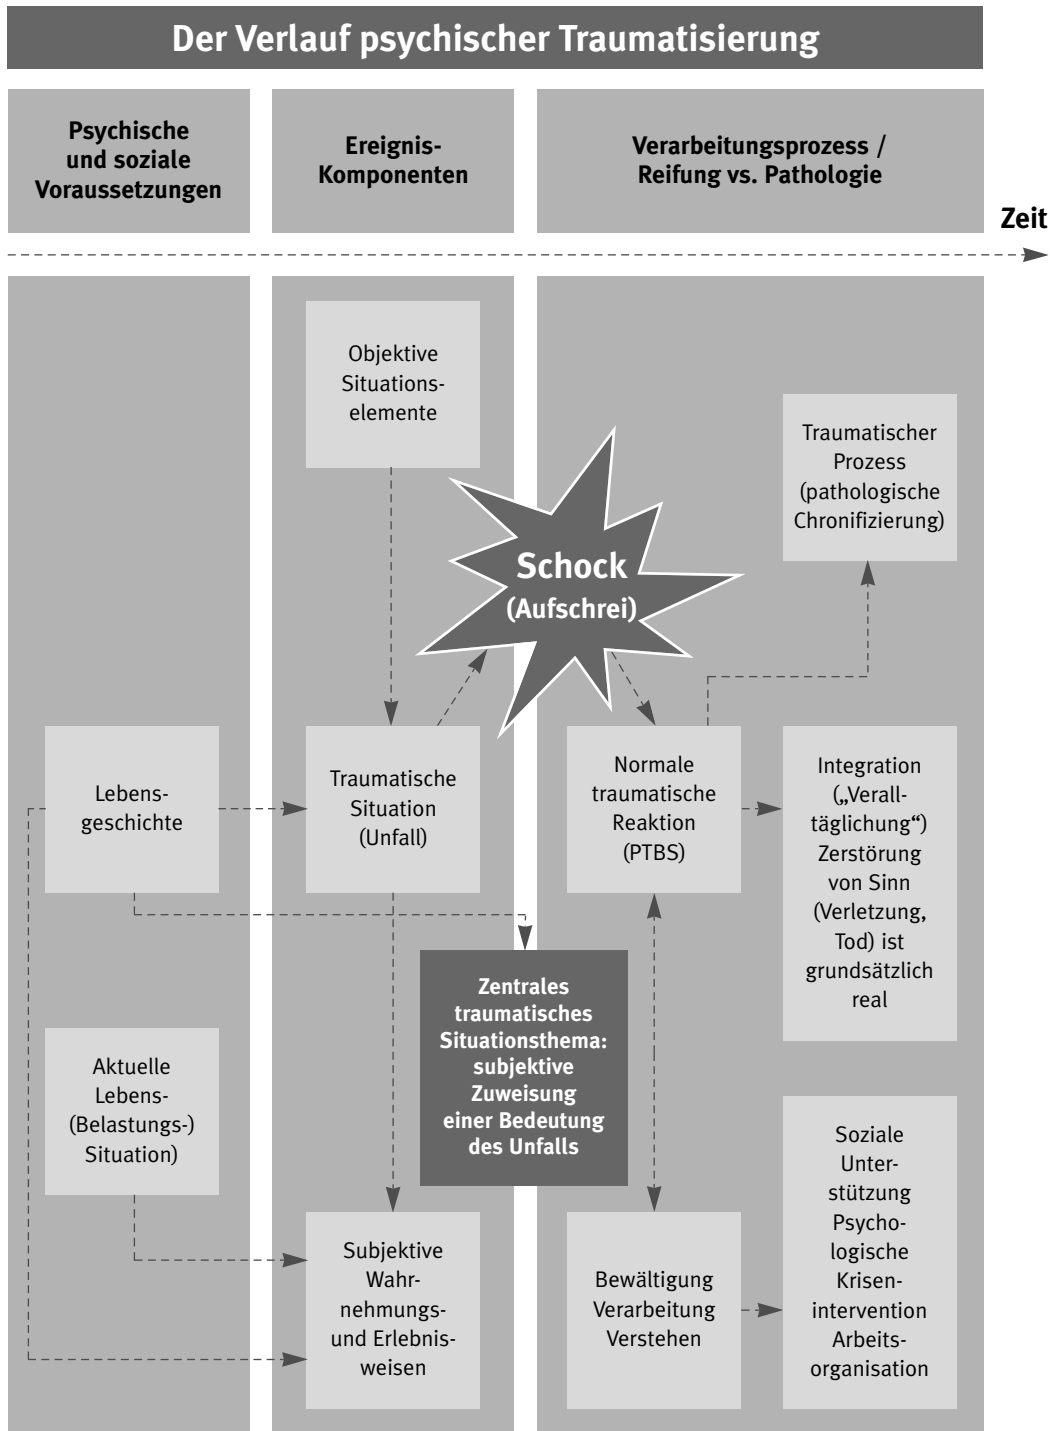 Der Verlauf psychischer Traumatisierung
Psychische
und soziale
Voraussetzungen
Ereignis-
Komponenten
Verarbeitungsprozess /
Reifung vs. Pathologie
Zeit
Objektive
Situations-
elemente
Traumatischer
Prozess
(pathologische
Chronifizierung)
Schock
(Aufschrei)
Lebens-
geschichte
Traumatische
Situation
(Unfall)
Normale
traumatische
Reaktion
(PTBS)
Integration
(„Verall-
täglichung“)
Zerstörung
von Sinn
(Verletzung,
Tod) ist
grundsätzlich
real
Zentrales
traumatisches
Situationsthema:
subjektive
Zuweisung
einer Bedeutung
des Unfalls
Aktuelle
Lebens-
(Belastungs-)
Situation)
Subjektive
Wahr-
nehmungs-
und Erlebnis-
weisen
Bewältigung
Verarbeitung
Verstehen
Soziale
Unter-
stützung
Psycho-
logische
Krisen-
intervention
Arbeits-
organisation